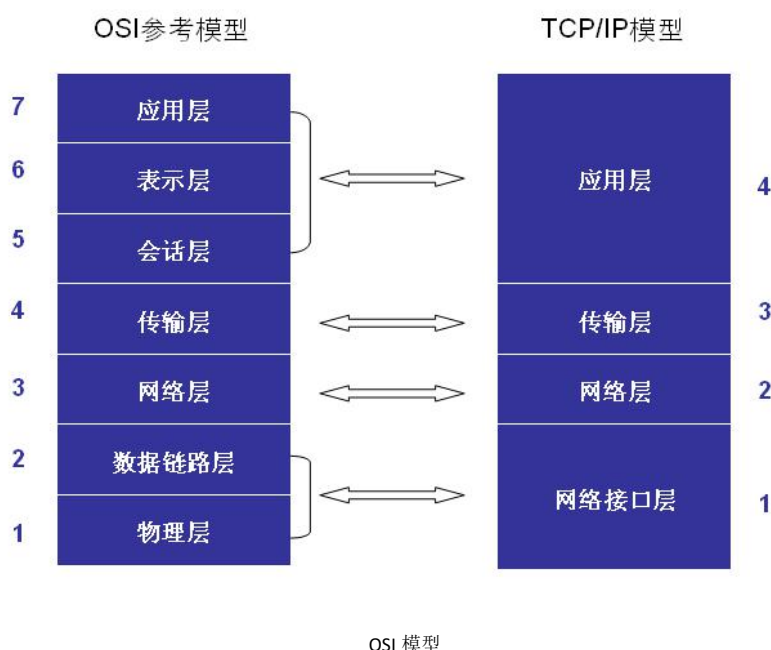 OSI参考模型
TCP/IP模型
7
应用层
6
表示层
5
会话层
4
传输层
3
网络层
2
数据链路层
1
物理层
应用层
4
传输层
3
网络层
2
网络接口层
1
OSI 模型